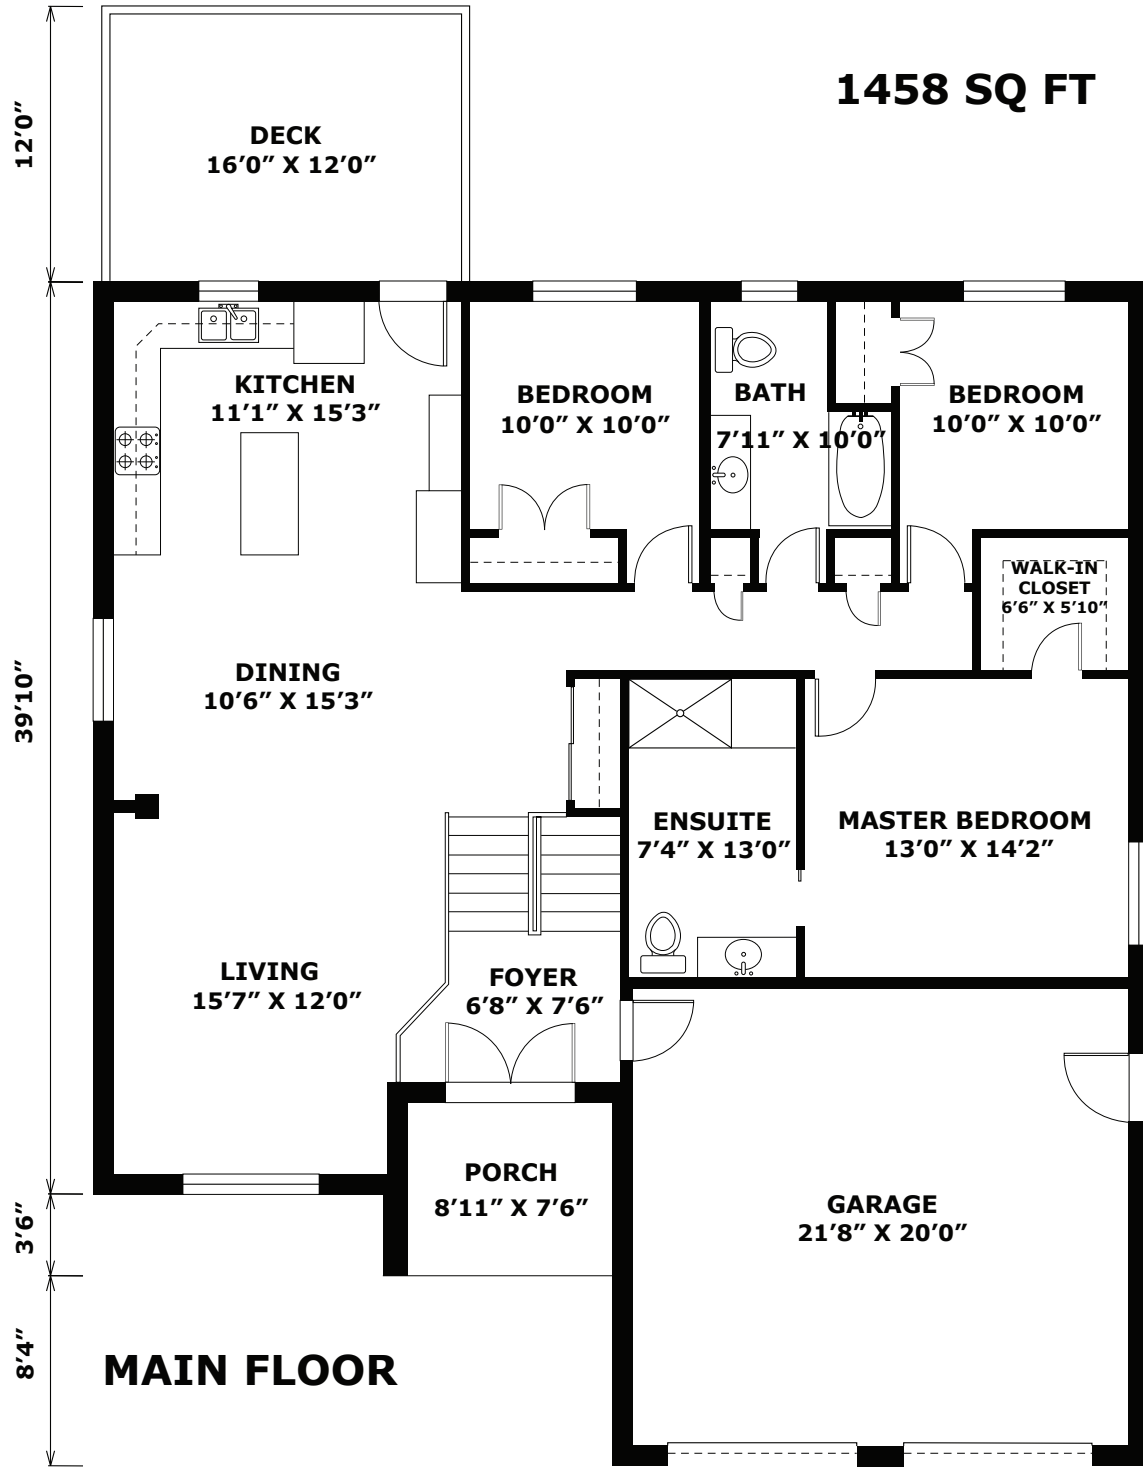 1458 SQ FT
12’0”
DECK
16’0” X 12’0”
KITCHEN
11’1” X 15’3”
BEDROOM
10’0” X 10’0”
BATH
7’11” X 10’0”
BEDROOM
10’0” X 10’0”
WALK-IN
CLOSET
6’6” X 5’10”
39’10”
DINING
10’6” X 15’3”
ENSUITE
7’4” X 13’0”
MASTER BEDROOM
13’0” X 14’2”
LIVING
15’7” X 12’0”
FOYER
6’8” X 7’6”
PORCH
8’11” X 7’6”
GARAGE
21’8” X 20’0”
3’6”
8’4”
MAIN FLOOR